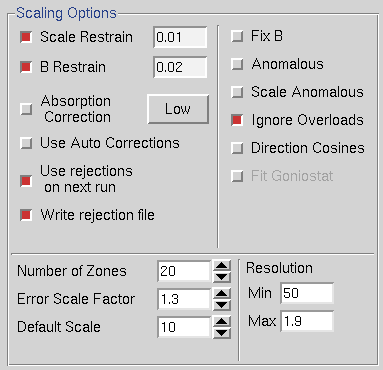 Scaling Options
Scale Restrain 0.01
B Restrain 0.02
Absorption
Correction Low
Use Auto Corrections
Use rejections
on next run
Write rejection file
Fix B
Anomalous
Scale Anomalous
Ignore Overloads
Direction Cosines
Fit Goniostat
Number of Zones 20
Error Scale Factor 1.3
Default Scale 10
Resolution
Min 50
Max 1.9